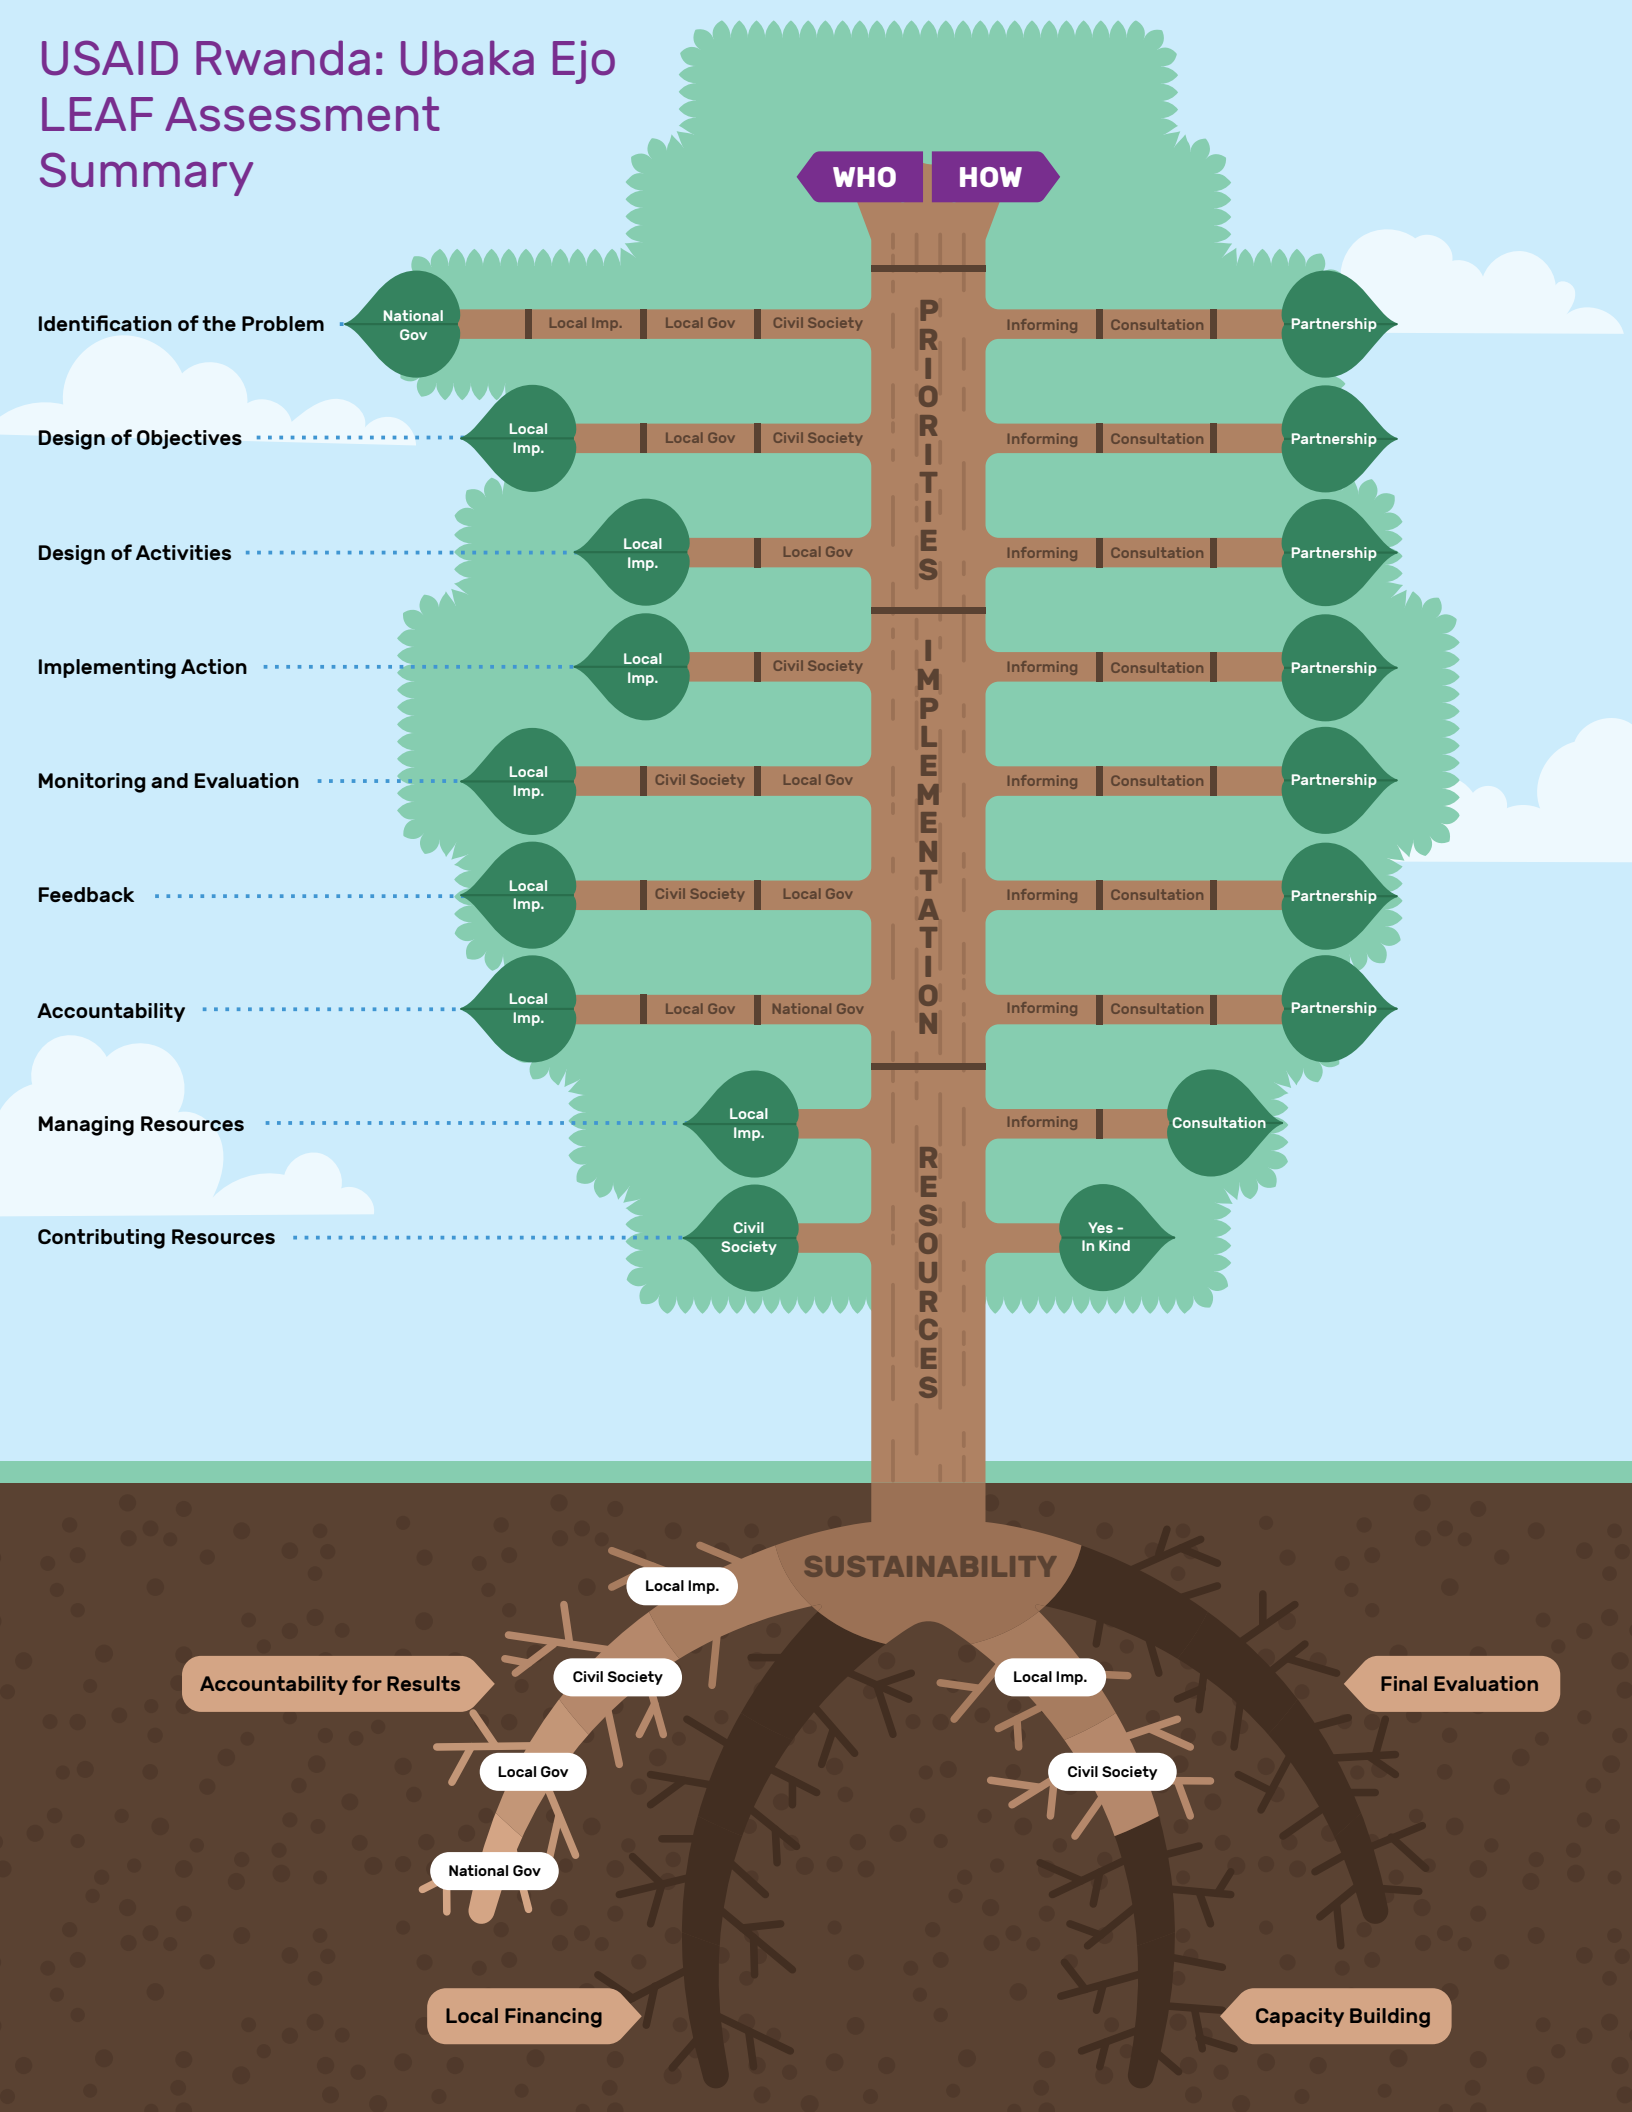 USAID Rwanda: Ubaka Ejo
LEAF Assessment
Summary
WHO
HOW
PRIORITIES
Identification of the Problem
National
Gov
Local Imp.
Local Gov
Civil Society
Informing
Consultation
Partnership
Design of Objectives
Local
Imp.
Local Gov
Civil Society
Informing
Consultation
Partnership
Design of Activities
Local
Imp.
Local Gov
Informing
Consultation
Partnership
IMPLEMENTATION
Implementing Action
Local
Imp.
Civil Society
Informing
Consultation
Partnership
Monitoring and Evaluation
Local
Imp.
Civil Society
Local Gov
Informing
Consultation
Partnership
Feedback
Local
Imp.
Civil Society
Local Gov
Informing
Consultation
Partnership
Accountability
Local
Imp.
Local Gov
National Gov
Informing
Consultation
Partnership
RESOURCES
Managing Resources
Local
Imp.
Informing
Consultation
Contributing Resources
Civil
Society
Yes -
In Kind
SUSTAINABILITY
Accountability for Results
Local Imp.
Civil Society
Local Gov
National Gov
Local Financing
Local Imp.
Civil Society
Capacity Building
Final Evaluation